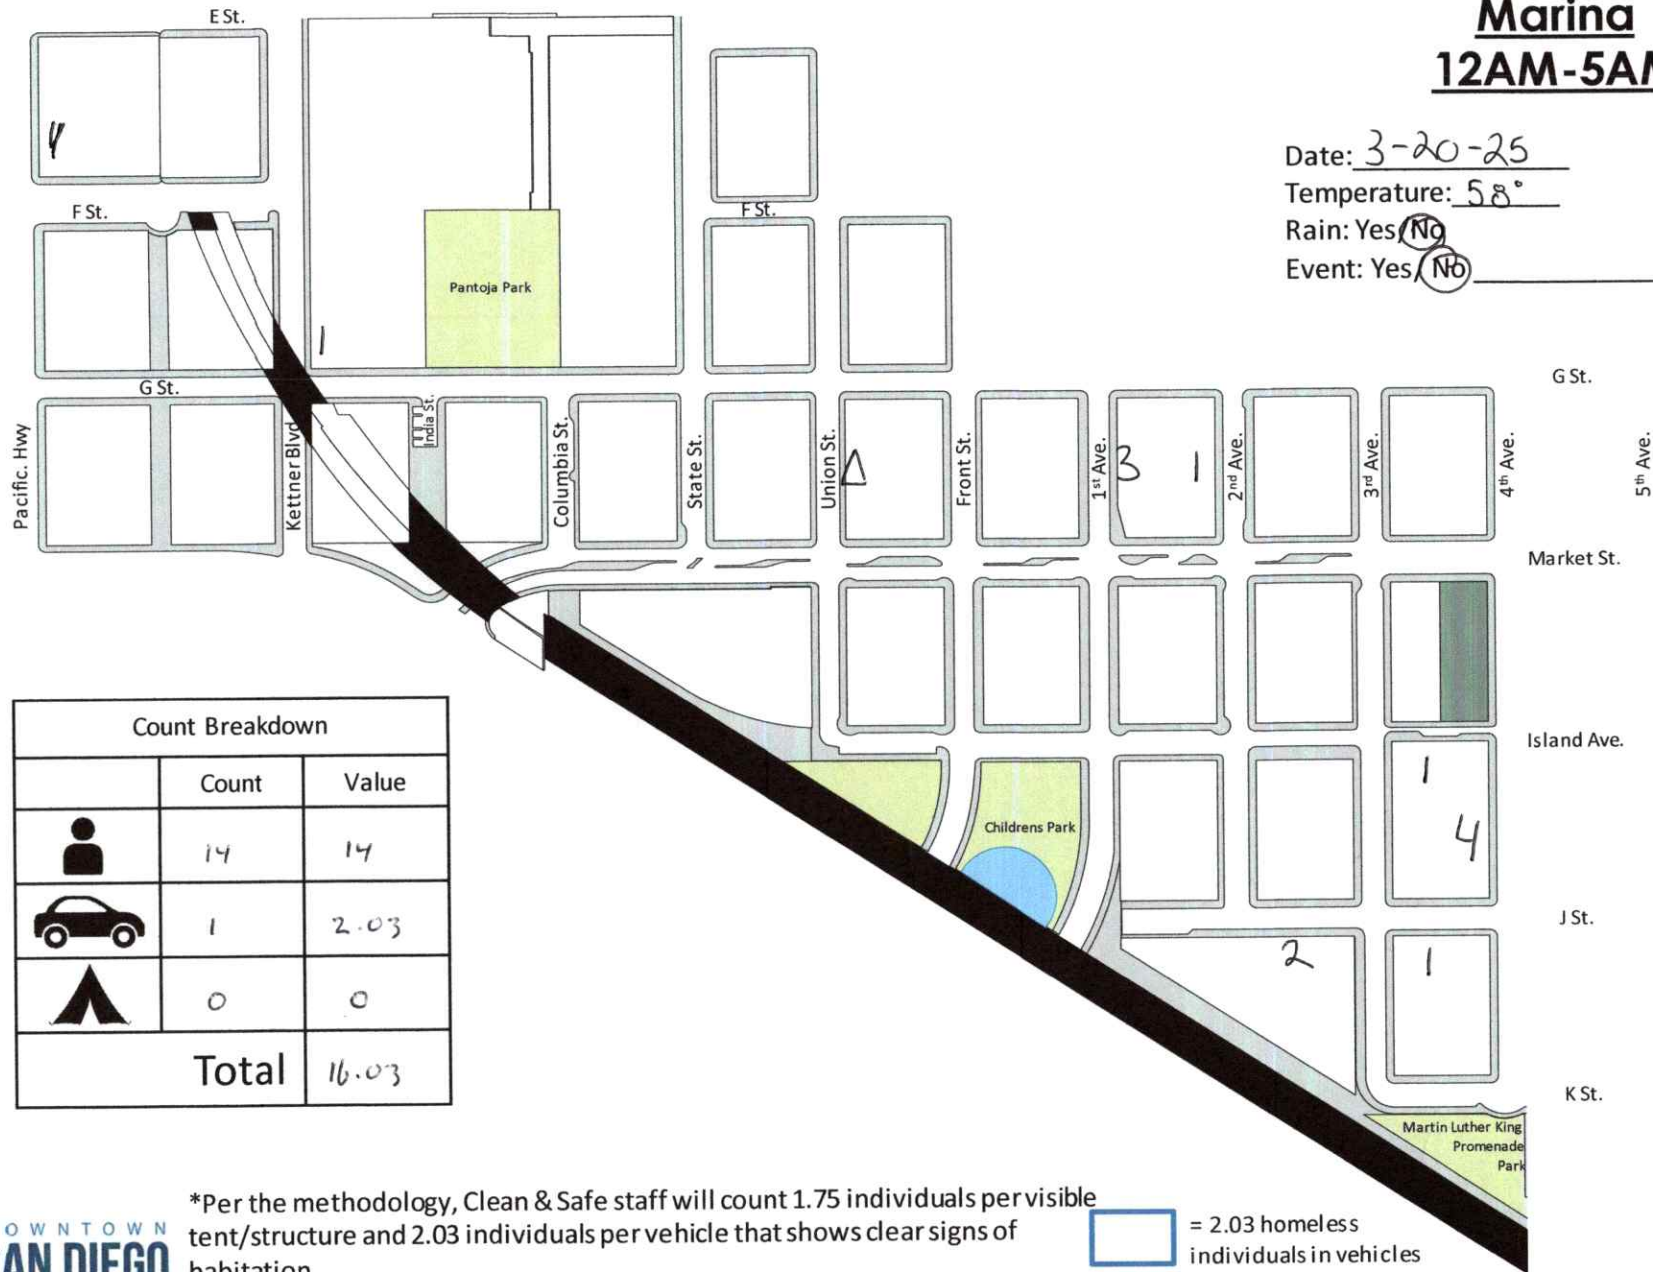 Marina
12AM-5AM
E St.
Date: 3-20-25
Temperature: 58°
Rain: Yes/No
Event: Yes/No
F St.
F St.
Pantoja Park
1
G St.
G St.
Pacific. Hwy
Kettner Blvd
India St.
Columbia St.
State St.
Union St.
Front St.
1st Ave.
3 1
2nd Ave.
3rd Ave.
4th Ave.
5th Ave.
Market St.
Island Ave.
1
4
Childrens Park
J St.
2
1
K St.
Martin Luther King
Promenade
Park
Count Breakdown
Count Value
14 14
1 2.03
0 0
Total 16.03
*Per the methodology, Clean & Safe staff will count 1.75 individuals per visible
tent/structure and 2.03 individuals per vehicle that shows clear signs of
habitation
= 2.03 homeless
individuals in vehicles
OWNTOWN
AN DIEGO